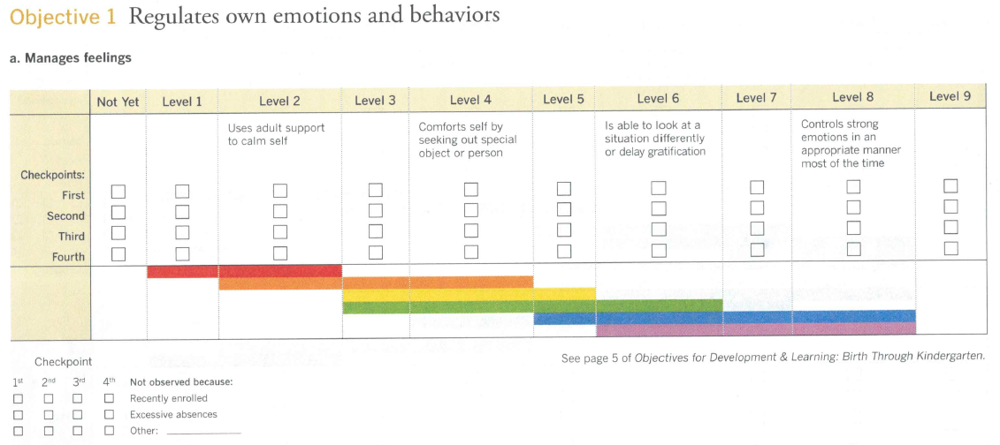 Objective 1 Regulates own emotions and behaviors
a. Manages feelings
Not Yet Level 1 Level 2 Level 3 Level 4 Level 5 Level 6 Level 7 Level 8 Level 9
Uses adult support
to calm self
Comforts self by
seeking out special
object or person
Is able to look at a
situation differently
or delay gratification
Controls strong
emotions in an
appropriate manner
most of the time
Checkpoints:
First
Second
Third
Fourth
See page 5 of Objectives for Development & Learning: Birth Through Kindergarten.
Checkpoint
1st 2nd 3rd 4th Not observed because:
Recently enrolled
Excessive absences
Other: